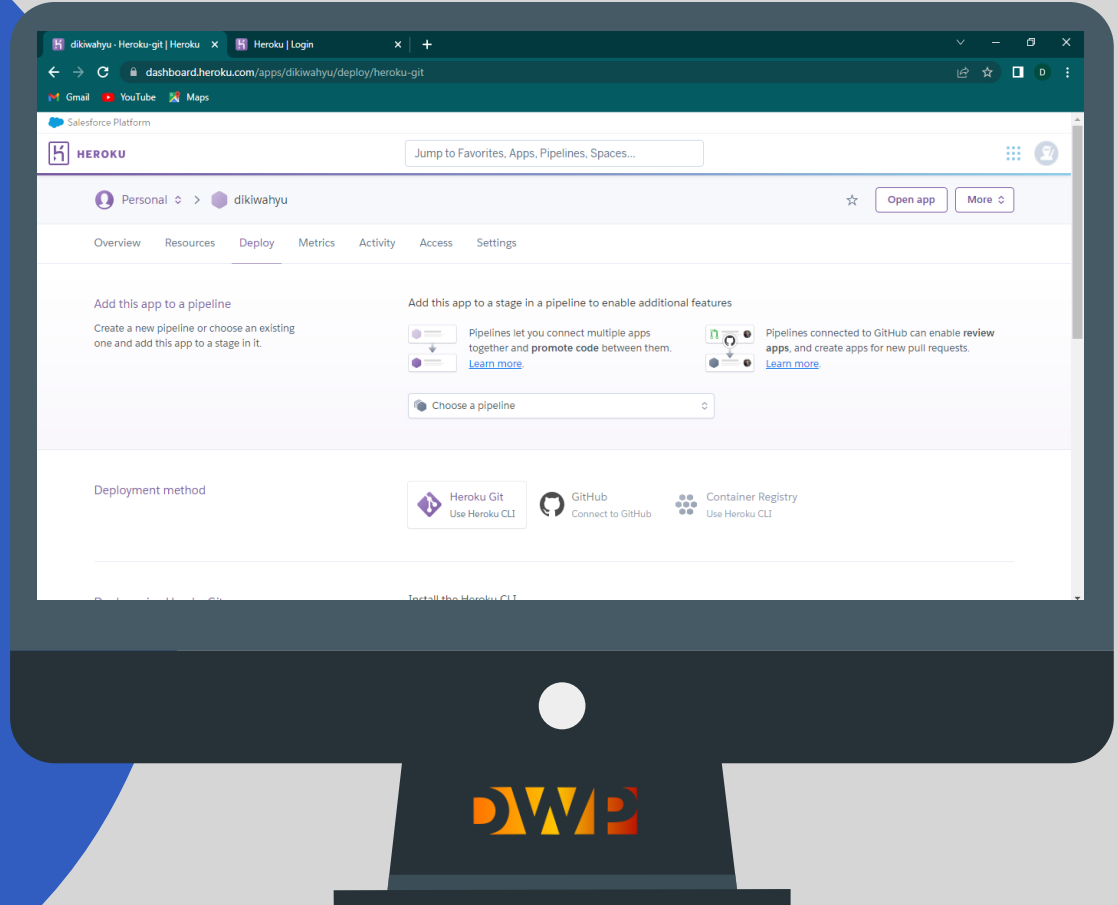 dikiwahyu - Heroku-git | Heroku
Heroku | Login
dashboard.heroku.com/apps/dikiwahyu/deploy/heroku-git
D
Gmail
YouTube
Maps
Salesforce Platform
HEROKU
Jump to Favorites, Apps, Pipelines, Spaces...
Personal
dikiwahyu
Open app
More
Overview
Resources
Deploy
Metrics
Activity
Access
Settings
Add this app to a pipeline
Create a new pipeline or choose an existing
one and add this app to a stage in it.
Add this app to a stage in a pipeline to enable additional features
Pipelines let you connect multiple apps
together and promote code between them.
Learn more.
Pipelines connected to GitHub can enable review
apps, and create apps for new pull requests.
Learn more.
Choose a pipeline
Deployment method
Heroku Git
Use Heroku CLI
GitHub
Connect to GitHub
Container Registry
Use Heroku CLI
Install the Heroku CLI
DWP